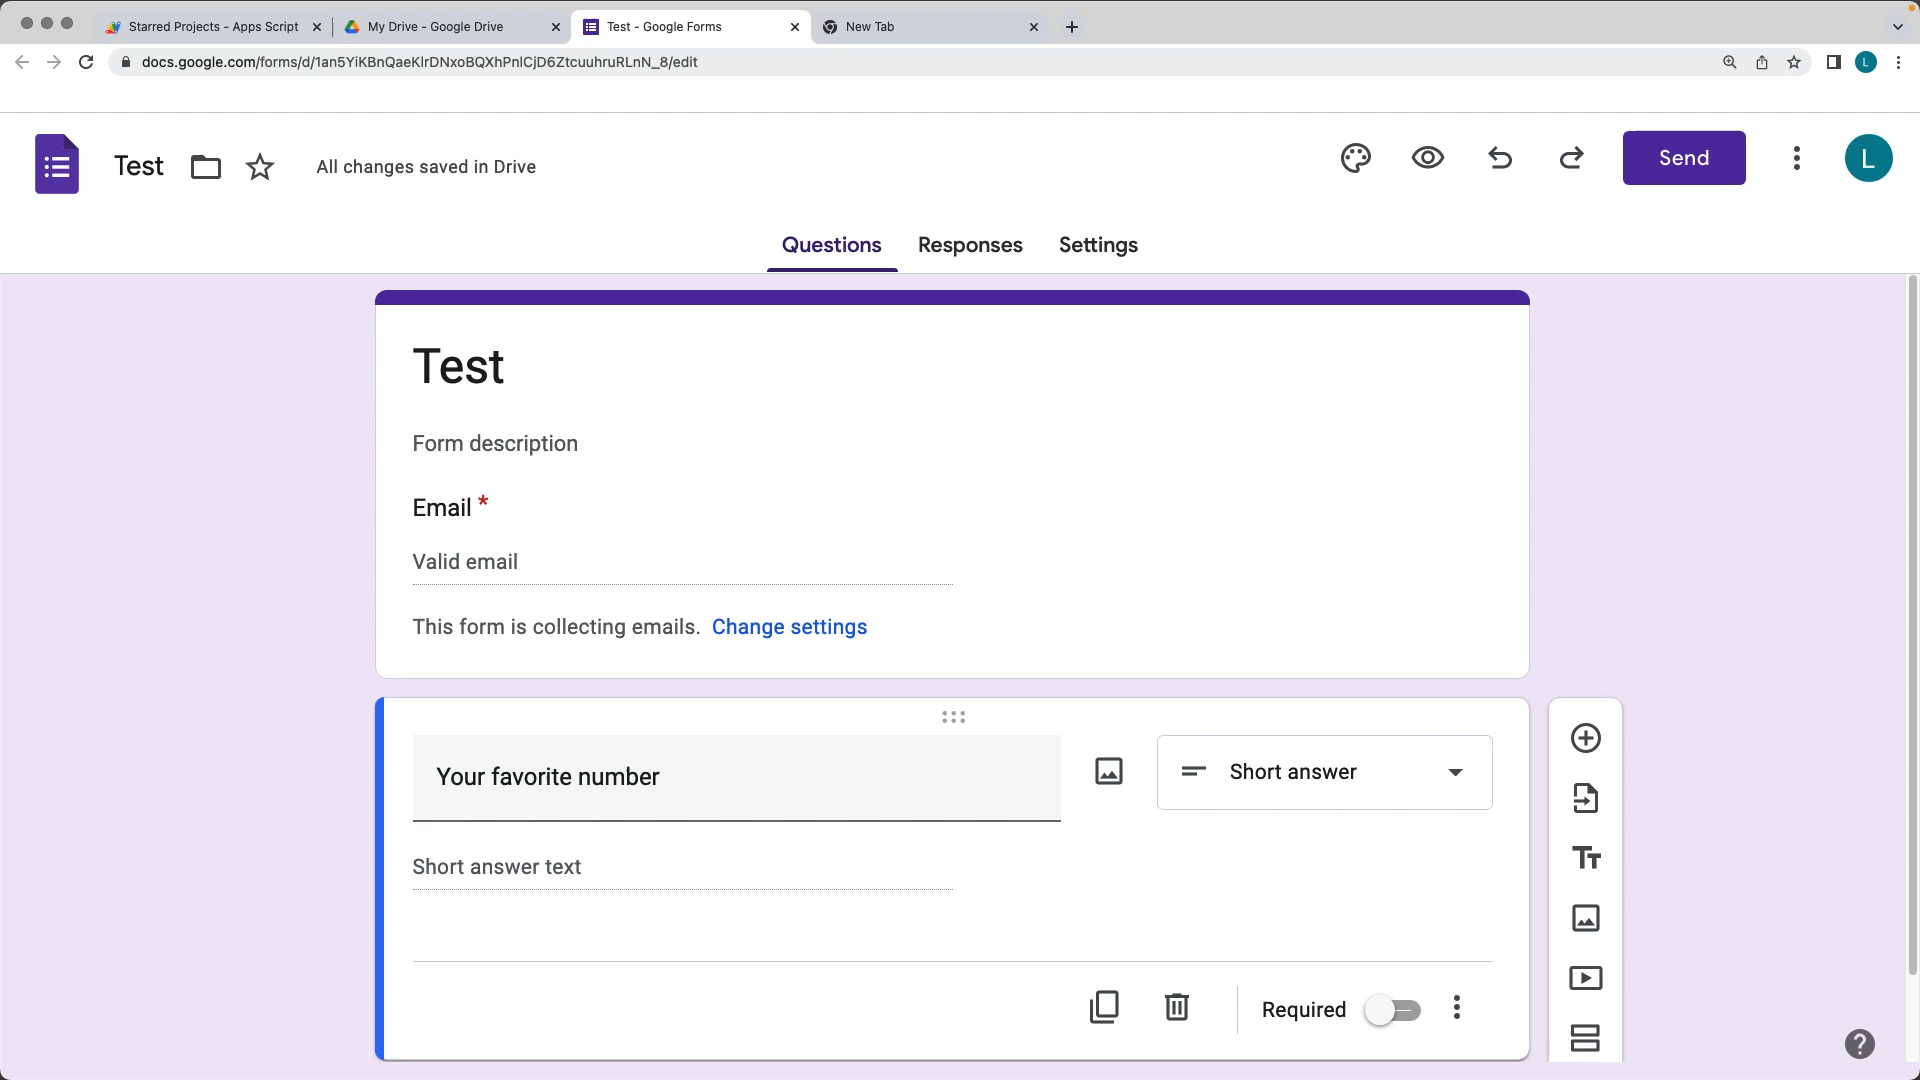 Starred Projects - Apps Script
My Drive - Google Drive
Test - Google Forms
New Tab
docs.google.com/forms/d/1an5YiKBnQaeKlrDNxoBQXhPnlCjD6ZtcuuhruRLnN_8/edit
L
Test
All changes saved in Drive
Send
L
Questions
Responses
Settings
Test
Form description
Email *
Valid email
This form is collecting emails. Change settings
Your favorite number
Short answer
Short answer text
Required